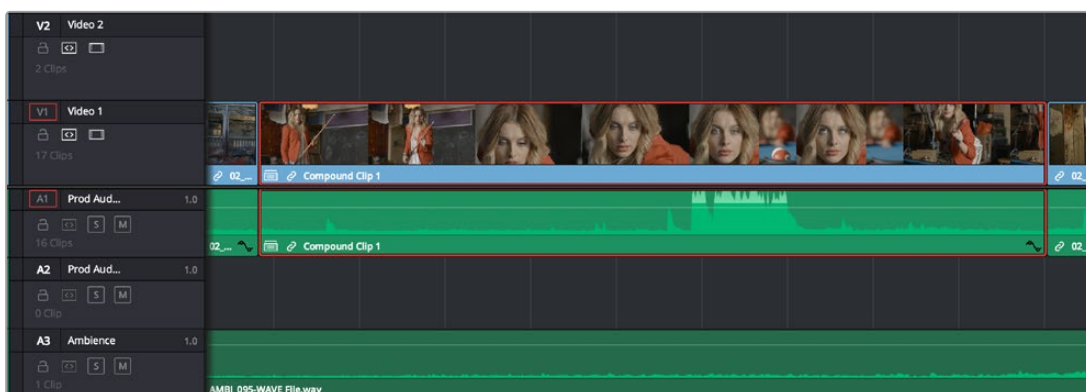 V2 Video 2
2 Clips
V1 Video 1
17 Clips
02_... Compound Clip 1 02_
A1 Prod Aud... 1.0
S M
16 Clips
02_... Compound Clip 1 02_
A2 Prod Aud... 1.0
S M
0 Clip
A3 Ambience 1.0
S M
1 Clip
AMBI_095-WAVE File.wav